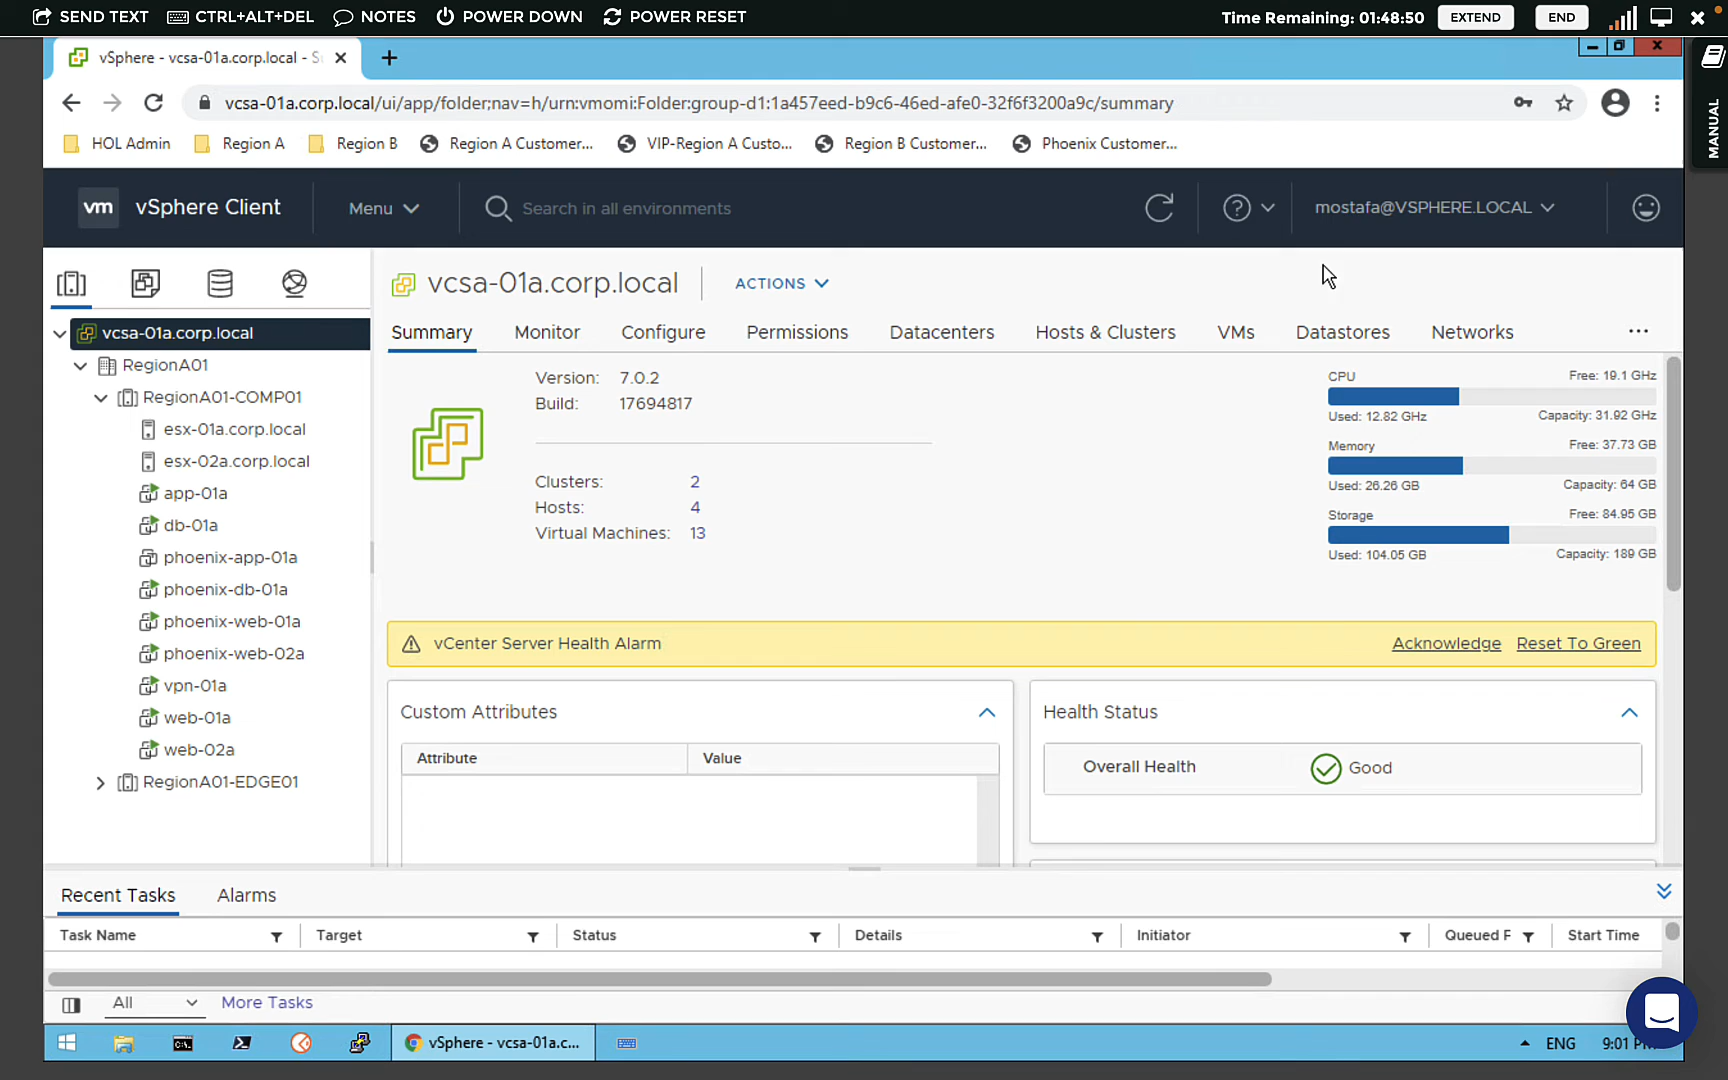 SEND TEXT CTRL+ALT+DEL NOTES POWER DOWN POWER RESET Time Remaining: 01:48:50 EXTEND END
MANUAL
vSphere - vcsa-01a.corp.local - S
vcsa-01a.corp.local/ui/app/folder;nav=h/urn:vmomi:Folder:group-d1:1a457eed-b9c6-46ed-afe0-32f6f3200a9c/summary
HOL Admin Region A Region B Region A Customer... VIP-Region A Custo... Region B Customer... Phoenix Customer...
vm vSphere Client Menu Search in all environments mostafa@VSPHERE.LOCAL
vcsa-01a.corp.local ACTIONS
Summary Monitor Configure Permissions Datacenters Hosts & Clusters VMs Datastores Networks ...
vcsa-01a.corp.local
RegionA01
RegionA01-COMP01
esx-01a.corp.local
esx-02a.corp.local
app-01a
db-01a
phoenix-app-01a
phoenix-db-01a
phoenix-web-01a
phoenix-web-02a
vpn-01a
web-01a
web-02a
RegionA01-EDGE01
Version: 7.0.2
Build: 17694817
Clusters: 2
Hosts: 4
Virtual Machines: 13
CPU Free: 19.1 GHz
Used: 12.82 GHz Capacity: 31.92 GHz
Memory Free: 37.73 GB
Used: 26.26 GB Capacity: 64 GB
Storage Free: 84.95 GB
Used: 104.05 GB Capacity: 189 GB
vCenter Server Health Alarm Acknowledge Reset To Green
Custom Attributes
Attribute Value
Health Status
Overall Health Good
Recent Tasks Alarms
Task Name Target Status Details Initiator Queued F Start Time
All More Tasks
vSphere - vcsa-01a.c... ENG 9:01 PM